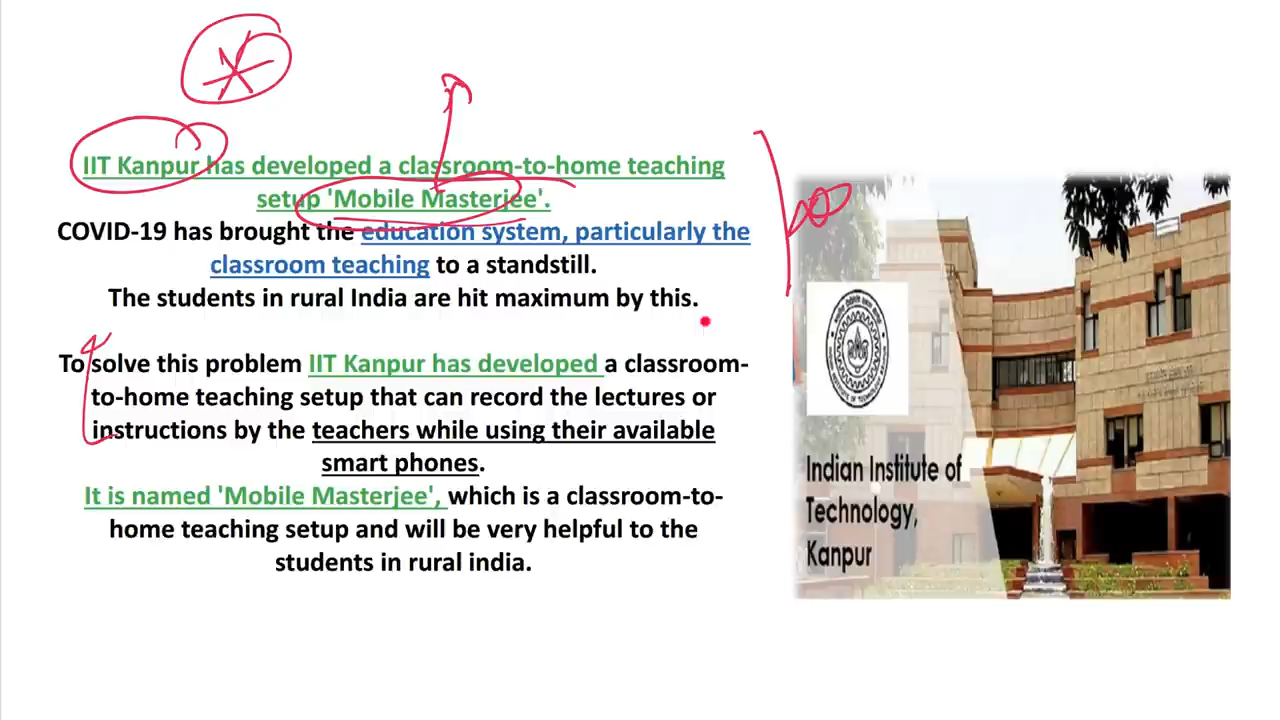 IIT Kanpur has developed a classroom-to-home teaching
setup 'Mobile Masterjee'.
COVID-19 has brought the education system, particularly the
classroom teaching to a standstill.
The students in rural India are hit maximum by this.
To solve this problem IIT Kanpur has developed a classroom-
to-home teaching setup that can record the lectures or
instructions by the teachers while using their available
smart phones.
It is named 'Mobile Masterjee', which is a classroom-to-
home teaching setup and will be very helpful to the
students in rural india.
Indian Institute of
Technology,
Kanpur